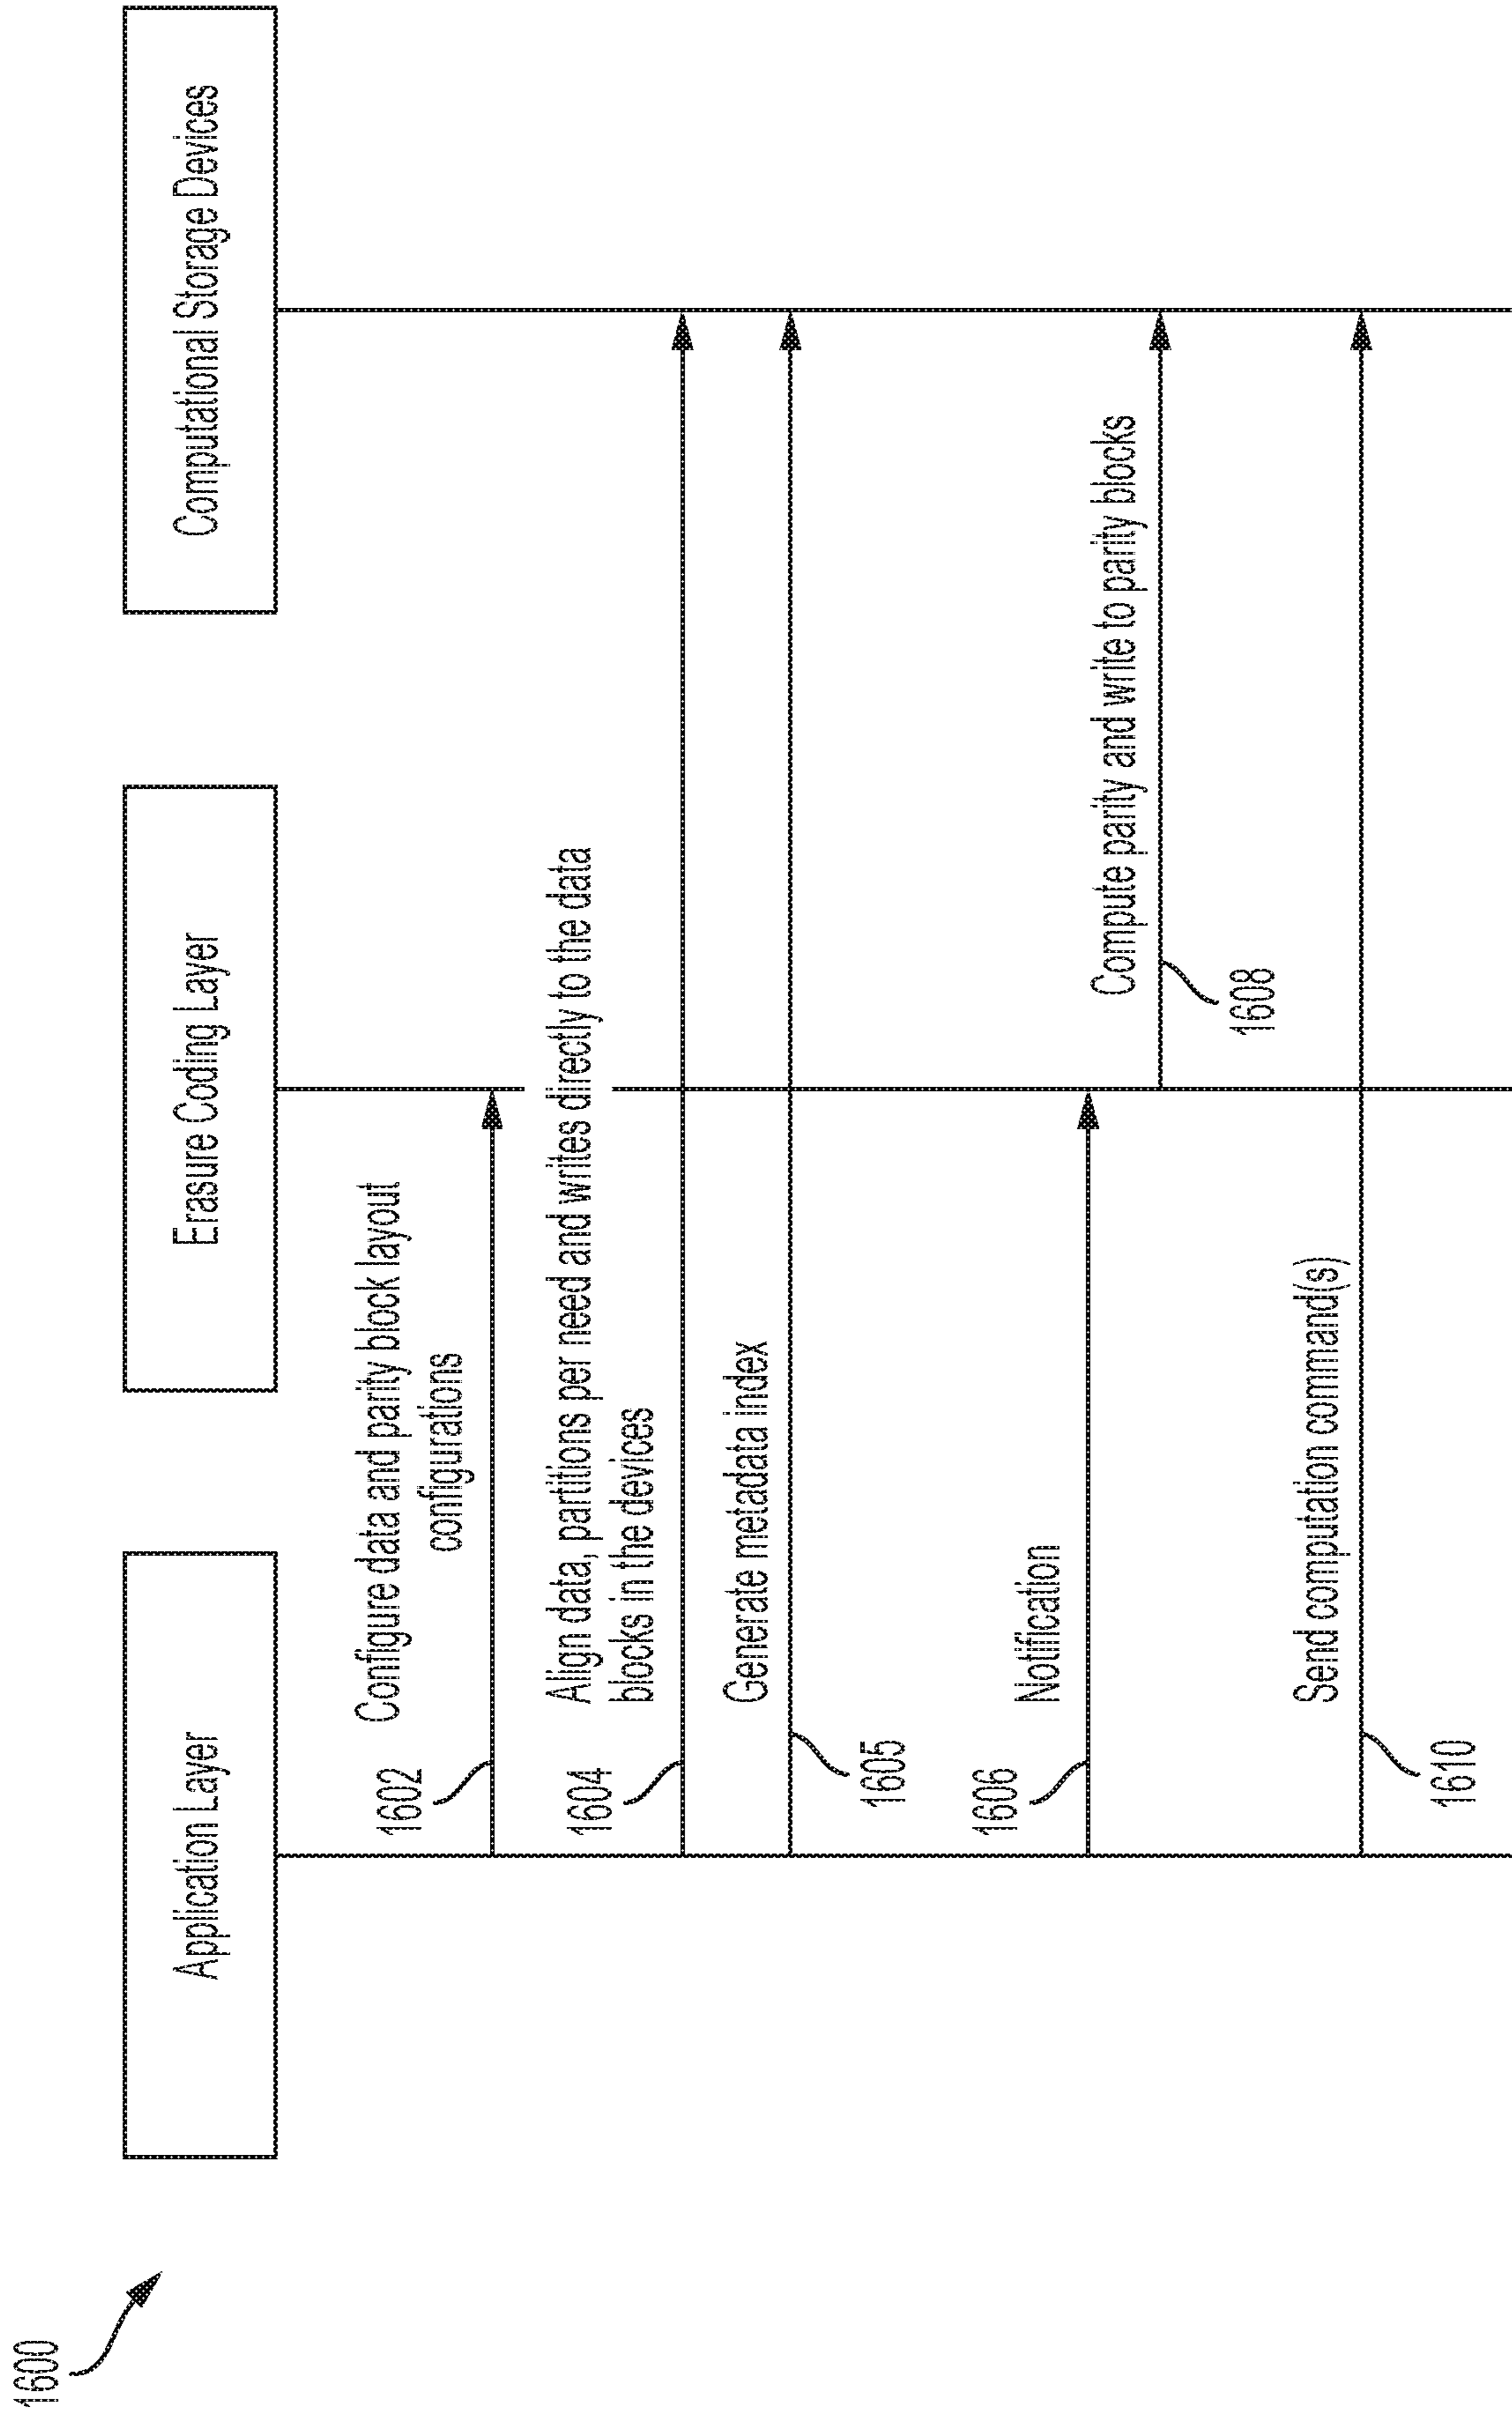 1600
Application Layer
Erasure Coding Layer
Computational Storage Devices
Configure data and parity block layout
configurations
1602
Align data, partitions per need and writes directly to the data
blocks in the devices
1604
Generate metadata index
1605
Notification
1606
Compute parity and write to parity blocks
1608
Send computation command(s)
1610